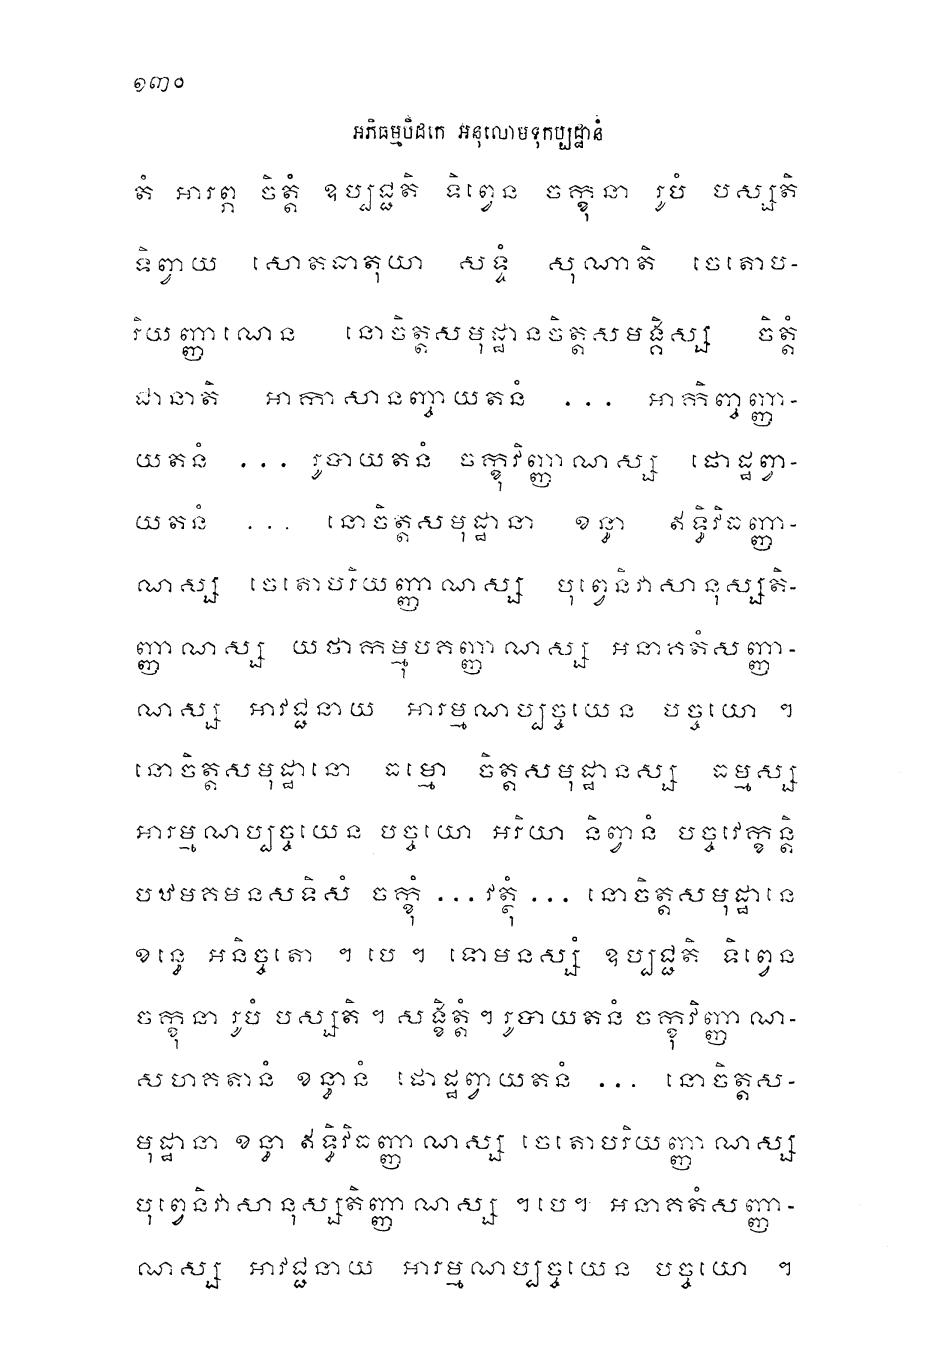 ១៣០
អភិធម្មបិដកេ អនុលោមទុកប្បដ្ឋានំ
តំ អារព្ភ ចិត្តំ ឧប្បជ្ជតិ ទិព្វេន ចក្ខុនា រូបំ បស្សតិ
ទិព្វាយ សោតធាតុយា សទ្ទំ សុណាតិ ចេតោប-
រិយញ្ញាណេន នោចិត្តសមុដ្ឋានចិត្តសមង្គិស្ស ចិត្តំ
ជានាតិ អាកាសានញ្ចាយតនំ ... អាកិញ្ចញ្ញា-
យតនំ ... រូបាយតនំ ចក្ខុវិញ្ញាណស្ស ផោដ្ឋព្វា-
យតនំ ... នោចិត្តសមុដ្ឋានា ខន្ធា ឥទ្ធិវិធញ្ញា-
ណស្ស ចេតោបរិយញ្ញាណស្ស បុព្វេនិវាសានុស្សតិ-
ញ្ញាណស្ស យថាកម្មុបគញ្ញាណស្ស អនាគតំសញ្ញា-
ណស្ស អាវជ្ជនាយ អារម្មណប្បច្ចយេន បច្ចយោ ។
នោចិត្តសមុដ្ឋានោ ធម្មោ ចិត្តសមុដ្ឋានស្ស ធម្មស្ស
អារម្មណប្បច្ចយេន បច្ចយោ អរិយា និព្វានំ បច្ចវេក្ខន្តិ
បឋមគមនសទិសំ ចក្ខុំ ... វត្ថុំ ... នោចិត្តសមុដ្ឋានេ
ខន្ធេ អនិច្ចតោ ។ បេ ។ ទោមនស្សំ ឧប្បជ្ជតិ ទិព្វេន
ចក្ខុនា រូបំ បស្សតិ ។ សង្ខិត្តំ ។ រូបាយតនំ ចក្ខុវិញ្ញាណ-
សហគតានំ ខន្ធានំ ផោដ្ឋព្វាយតនំ ... នោចិត្តស-
មុដ្ឋានា ខន្ធា ឥទ្ធិវិធញ្ញាណស្ស ចេតោបរិយញ្ញាណស្ស
បុព្វេនិវាសានុស្សតិញ្ញាណស្ស ។បេ។ អនាគតំសញ្ញា-
ណស្ស អាវជ្ជនាយ អារម្មណប្បច្ចយេន បច្ចយោ ។